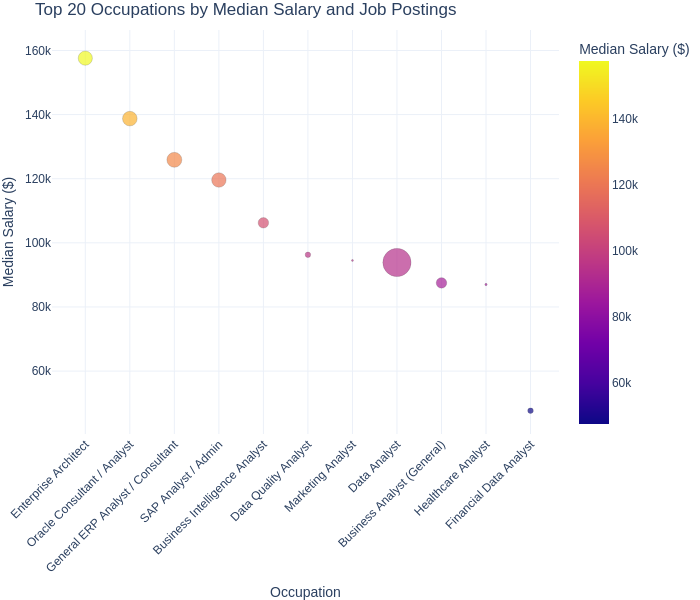 Top 20 Occupations by Median Salary and Job Postings
Median Salary ($)
160k
140k
120k
100k
80k
60k
Median Salary ($)
140k
120k
100k
80k
60k
Enterprise Architect
Oracle Consultant / Analyst
General ERP Analyst / Consultant
SAP Analyst / Admin
Business Intelligence Analyst
Data Quality Analyst
Marketing Analyst
Data Analyst
Business Analyst (General)
Healthcare Analyst
Financial Data Analyst
Occupation